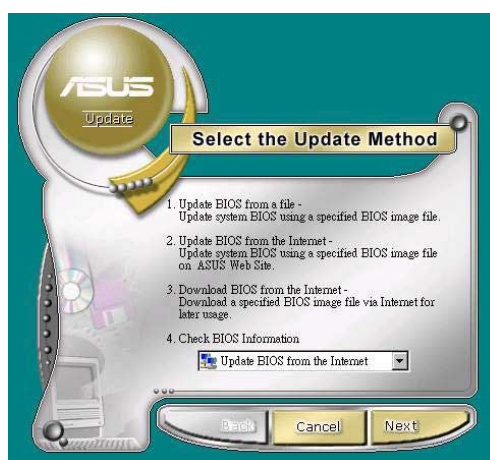 ASUS
Update
Select the Update Method
1. Update BIOS from a file -
Update system BIOS using a specified BIOS image file.
2. Update BIOS from the Internet -
Update system BIOS using a specified BIOS image file
on ASUS Web Site.
3. Download BIOS from the Internet -
Download a specified BIOS image file via Internet for
later usage.
4. Check BIOS Information
Update BIOS from the Internet
Back
Cancel
Next